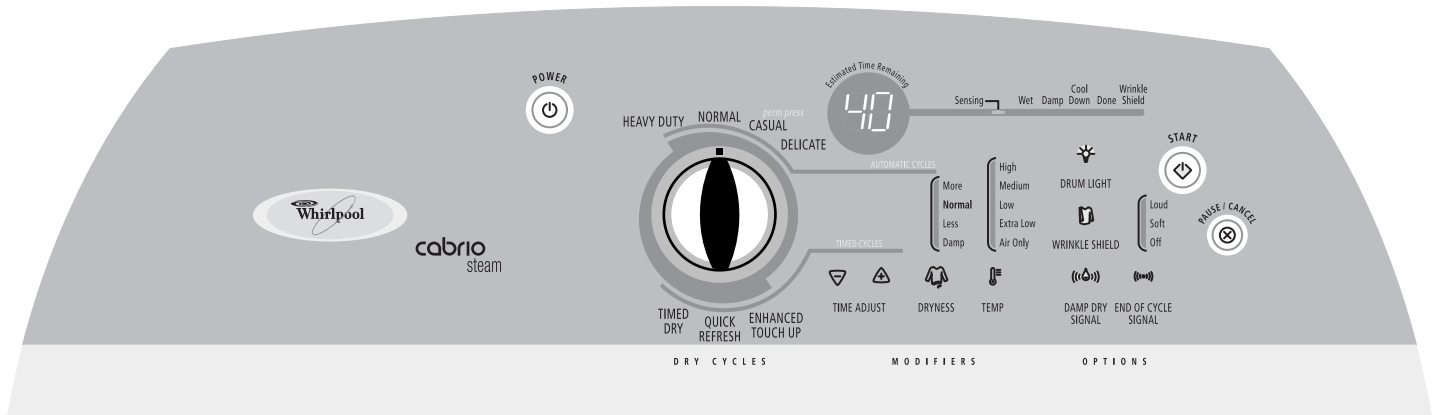 POWER
Whirlpool
cabrio
steam
HEAVY DUTY
NORMAL
perm press
CASUAL
DELICATE
AUTOMATIC CYCLES
TIMED CYCLES
TIMED
DRY
QUICK
REFRESH
ENHANCED
TOUCH UP
DRY CYCLES
Estimated Time Remaining
40
Sensing
Wet
Damp
Cool
Down
Done
Wrinkle
Shield
More
Normal
Less
Damp
High
Medium
Low
Extra Low
Air Only
TIME ADJUST
DRYNESS
TEMP
MODIFIERS
DRUM LIGHT
WRINKLE SHIELD
Loud
Soft
Off
DAMP DRY
SIGNAL
END OF CYCLE
SIGNAL
OPTIONS
START
PAUSE / CANCEL